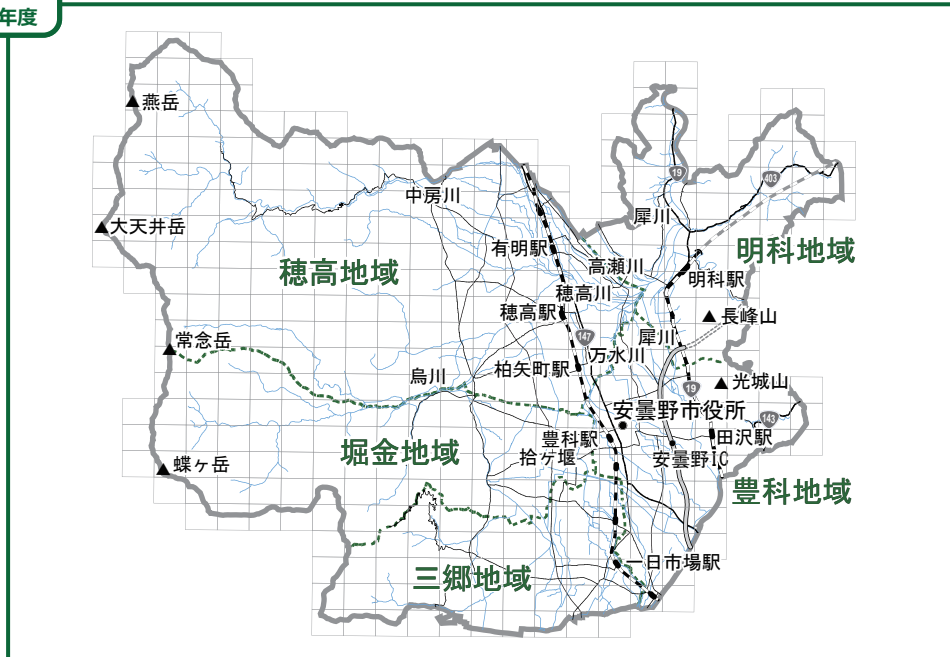 年度
燕岳
19
403
中房川
犀川
大天井岳
有明駅
明科地域
穂高地域
高瀬川
明科駅
穂高川
穂高駅
長峰山
常念岳
147
犀川
万水川
柏矢町駅
烏川
19
光城山
安曇野市役所
143
豊科駅
田沢駅
堀金地域
拾ケ堰
安曇野IC
蝶ヶ岳
豊科地域
一日市場駅
三郷地域